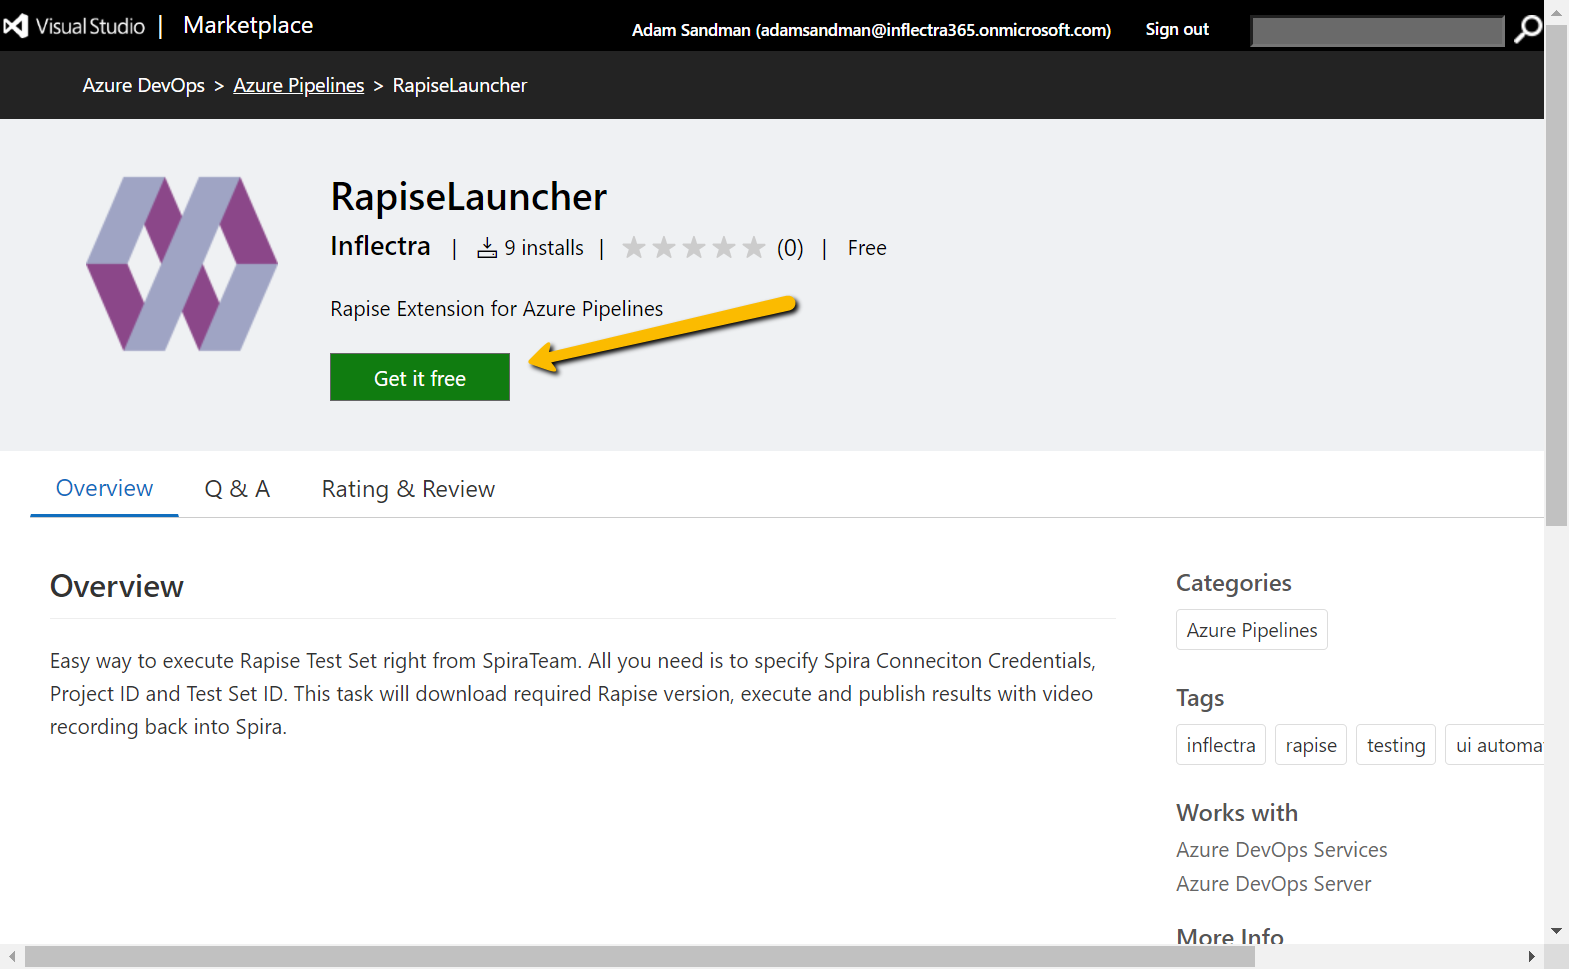 Visual Studio | Marketplace
Adam Sandman (adamsandman@inflectra365.onmicrosoft.com) Sign out
Azure DevOps > Azure Pipelines > RapiseLauncher
RapiseLauncher
Inflectra | 9 installs | (0) | Free
Rapise Extension for Azure Pipelines
Get it free
Overview Q & A Rating & Review
Overview
Easy way to execute Rapise Test Set right from SpiraTeam. All you need is to specify Spira Conneciton Credentials,
Project ID and Test Set ID. This task will download required Rapise version, execute and publish results with video
recording back into Spira.
Categories
Azure Pipelines
Tags
inflectra rapise testing ui automa
Works with
Azure DevOps Services
Azure DevOps Server
More Info